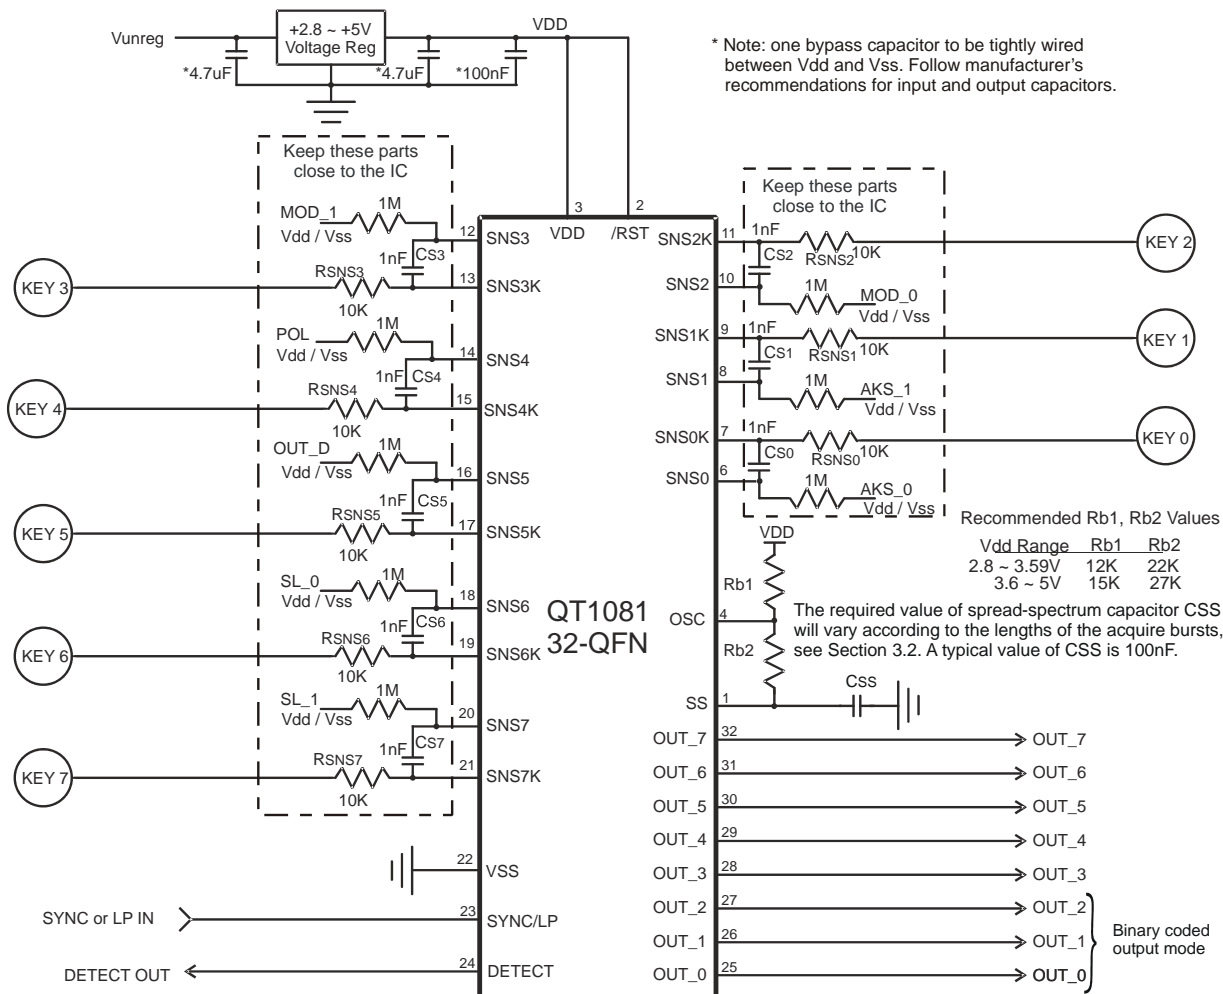 Vunreg
+2.8 ~ +5V
Voltage Reg
VDD
*4.7uF
*4.7uF
*100nF
* Note: one bypass capacitor to be tightly wired
between Vdd and Vss. Follow manufacturer's
recommendations for input and output capacitors.
Keep these parts
close to the IC
MOD_1
Vdd / Vss
1M
1nF
CS3
RSNS3
10K
KEY 3
12
SNS3
13
SNS3K
POL
Vdd / Vss
1M
1nF
CS4
RSNS4
10K
KEY 4
14
SNS4
15
SNS4K
OUT_D
Vdd / Vss
1M
1nF
CS5
RSNS5
10K
KEY 5
16
SNS5
17
SNS5K
SL_0
Vdd / Vss
1M
1nF
CS6
RSNS6
10K
KEY 6
18
SNS6
19
SNS6K
SL_1
Vdd / Vss
1M
1nF
CS7
RSNS7
10K
KEY 7
20
SNS7
21
SNS7K
22
VSS
SYNC or LP IN
23
SYNC/LP
DETECT OUT
24
DETECT
3
VDD
2
/RST
QT1081
32-QFN
Keep these parts
close to the IC
SNS2K
11
1nF
CS2
RSNS2
10K
KEY 2
SNS2
10
1M
MOD_0
Vdd / Vss
SNS1K
9
1nF
CS1
RSNS1
10K
KEY 1
SNS1
8
1M
AKS_1
Vdd / Vss
SNS0K
7
1nF
CS0
RSNS0
10K
KEY 0
SNS0
6
1M
AKS_0
Vdd / Vss
Recommended Rb1, Rb2 Values
Vdd Range Rb1 Rb2
2.8 ~ 3.59V 12K 22K
3.6 ~ 5V 15K 27K
VDD
Rb1
OSC
4
Rb2
The required value of spread-spectrum capacitor CSS
will vary according to the lengths of the acquire bursts,
see Section 3.2. A typical value of CSS is 100nF.
SS
1
CSS
OUT_7
32
OUT_7
OUT_6
31
OUT_6
OUT_5
30
OUT_5
OUT_4
29
OUT_4
OUT_3
28
OUT_3
OUT_2
27
OUT_2
OUT_1
26
OUT_1
OUT_0
25
OUT_0
Binary coded
output mode